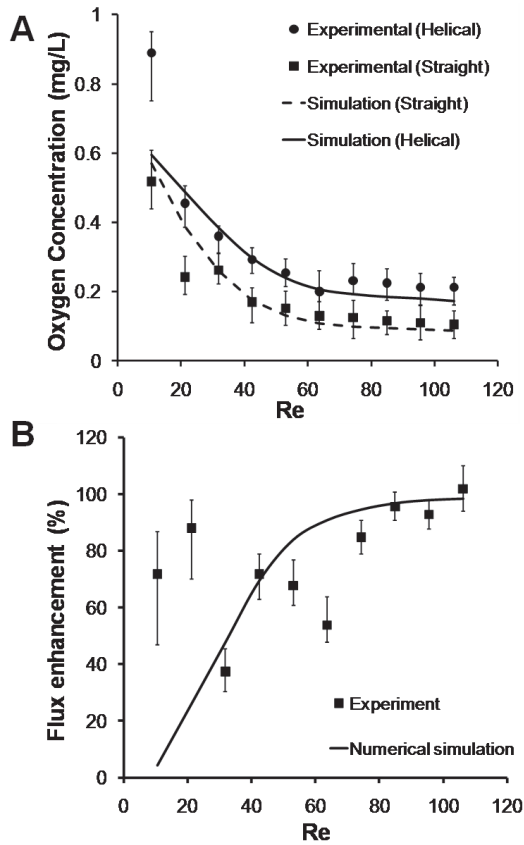 A
Oxygen Concentration (mg/L)
1
0.8
0.6
0.4
0.2
0
0 20 40 60 80 100 120
Re
Experimental (Helical)
Experimental (Straight)
Simulation (Straight)
Simulation (Helical)
B
Flux enhancement (%)
120
100
80
60
40
20
0
0 20 40 60 80 100 120
Re
Experiment
Numerical simulation